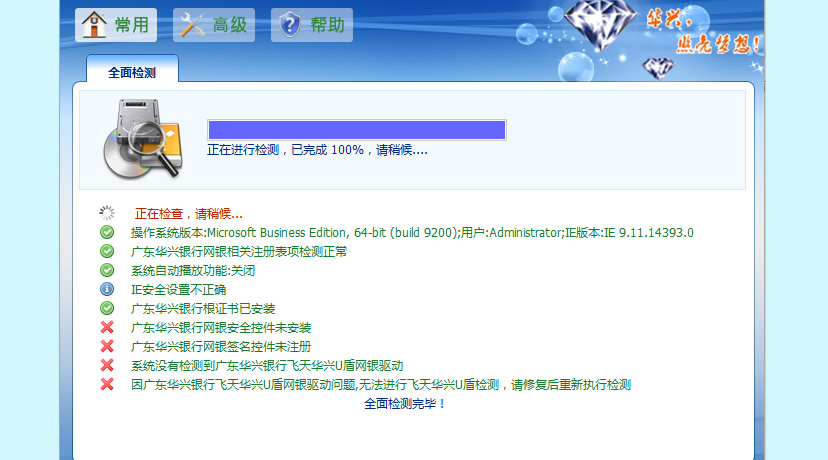 常用 高级 帮助
华兴，
点亮梦想！
全面检测
正在进行检测，已完成 100%，请稍候....
正在检查，请稍候...
操作系统版本:Microsoft Business Edition, 64-bit (build 9200);用户:Administrator;IE版本:IE 9.11.14393.0
广东华兴银行网银相关注册表项检测正常
系统自动播放功能:关闭
IE安全设置不正确
广东华兴银行根证书已安装
广东华兴银行网银安全控件未安装
广东华兴银行网银签名控件未注册
系统没有检测到广东华兴银行飞天华兴U盾网银驱动
因广东华兴银行飞天华兴U盾网银驱动问题,无法进行飞天华兴U盾检测，请修复后重新执行检测
全面检测完毕！